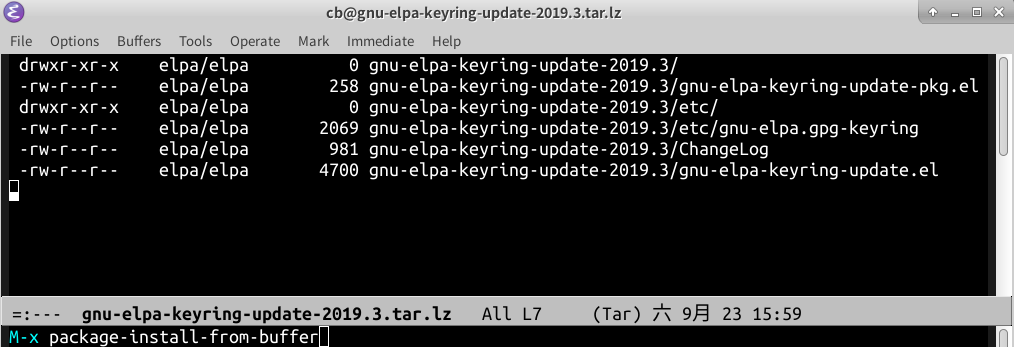 cb@gnu-elpa-keyring-update-2019.3.tar.lz
File Options Buffers Tools Operate Mark Immediate Help
drwxr-xr-x elpa/elpa 0 gnu-elpa-keyring-update-2019.3/
-rw-r--r-- elpa/elpa 258 gnu-elpa-keyring-update-2019.3/gnu-elpa-keyring-update-pkg.el
drwxr-xr-x elpa/elpa 0 gnu-elpa-keyring-update-2019.3/etc/
-rw-r--r-- elpa/elpa 2069 gnu-elpa-keyring-update-2019.3/etc/gnu-elpa.gpg-keyring
-rw-r--r-- elpa/elpa 981 gnu-elpa-keyring-update-2019.3/ChangeLog
-rw-r--r-- elpa/elpa 4700 gnu-elpa-keyring-update-2019.3/gnu-elpa-keyring-update.el
=:--- gnu-elpa-keyring-update-2019.3.tar.lz All L7 (Tar) 六 9月 23 15:59
M-x package-install-from-buffer